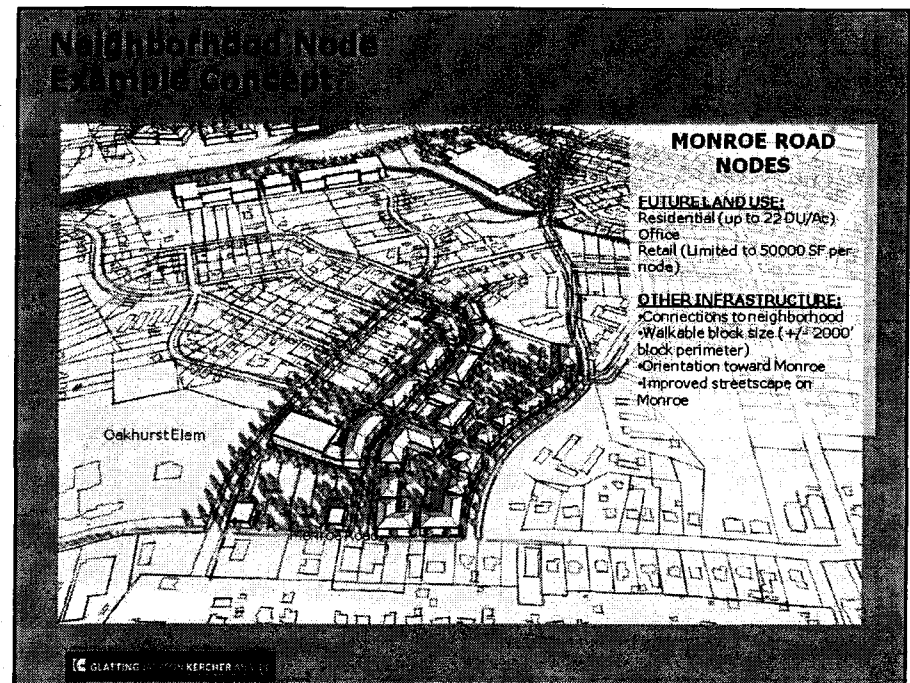 Neighborhood Node
Example Concept
MONROE ROAD
NODES
FUTURE LAND USE:
Residential (up to 22 DU/Ac)
Office
Retail (Limited to 50000 SF per
node)
OTHER INFRASTRUCTURE:
•Connections to neighborhood
•Walkable block size (+/- 2000'
block perimeter)
•Orientation toward Monroe
•Improved streetscape on
Monroe
Oakhurst Elem
Monroe Road
GLATTING KERCHER